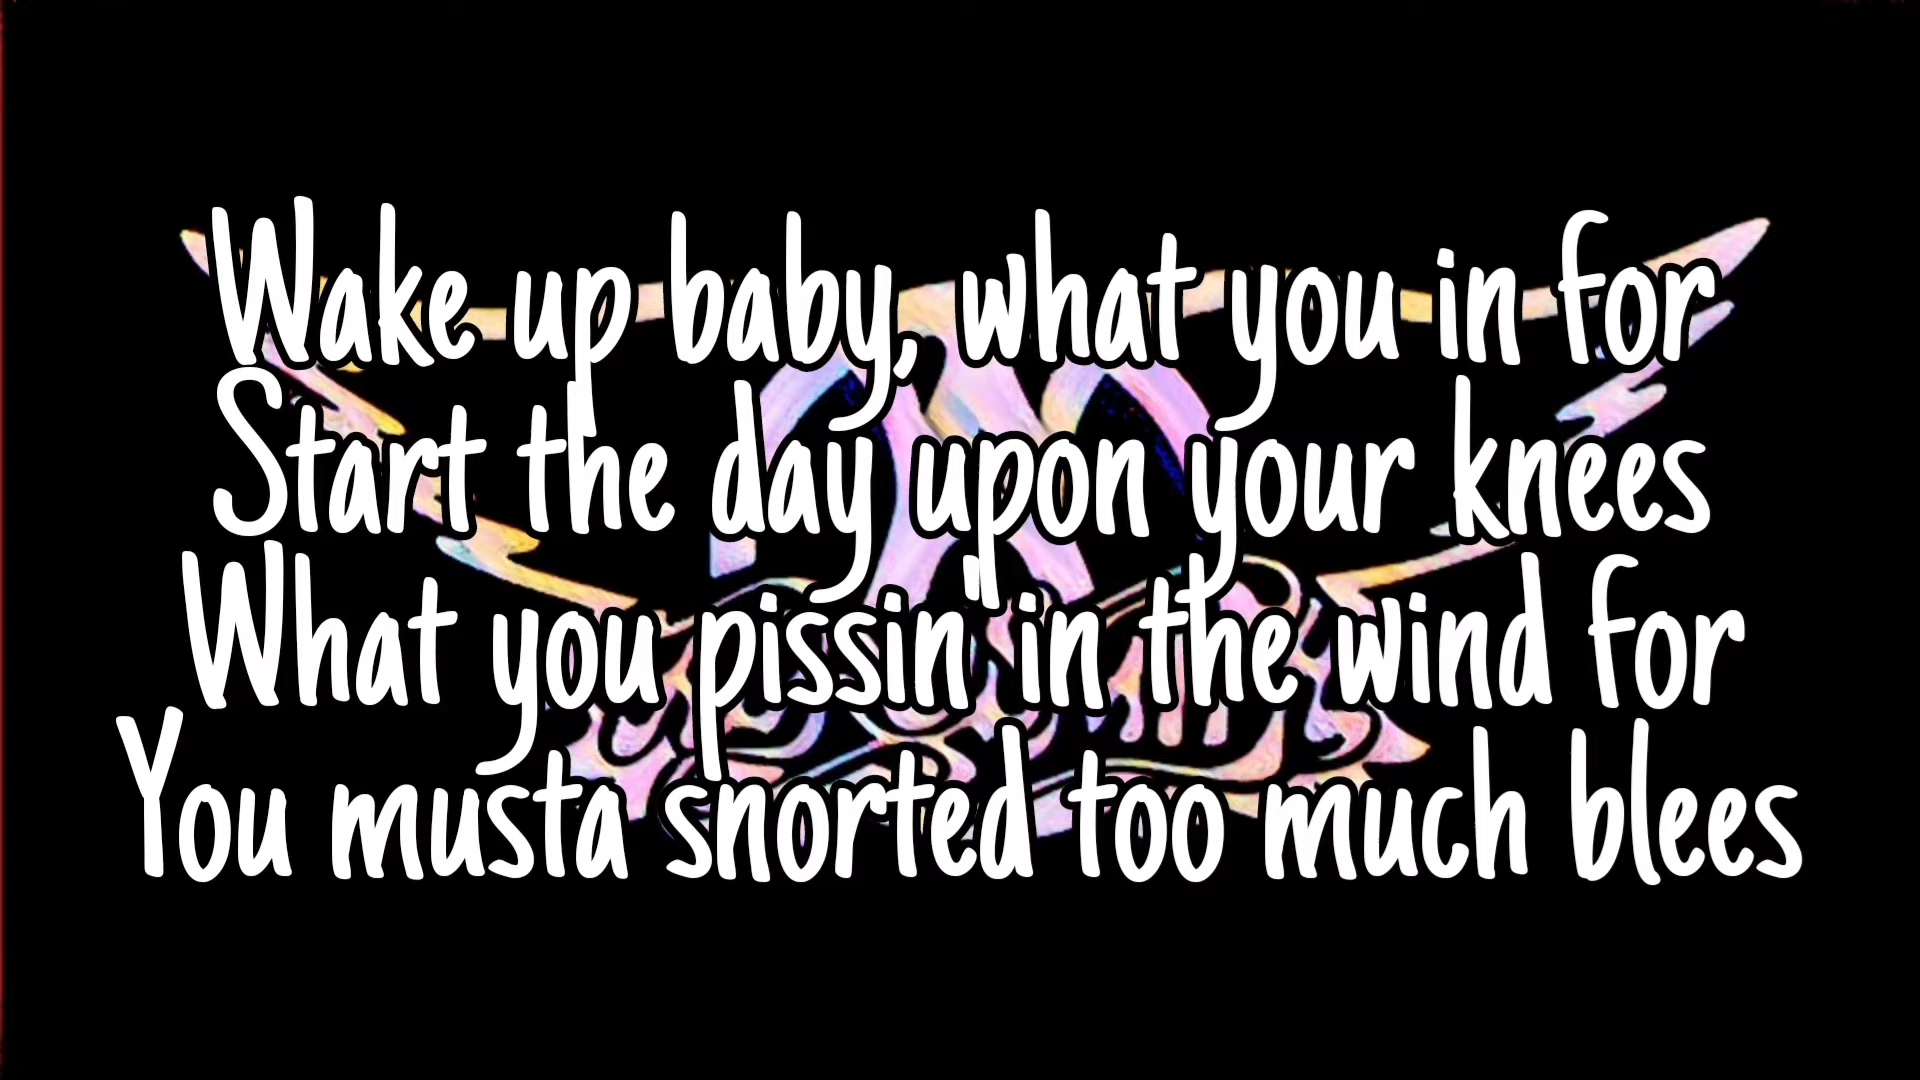 Wake up baby, what you in for
Start the day upon your knees
What you pissin' in the wind for
You musta snorted too much blees